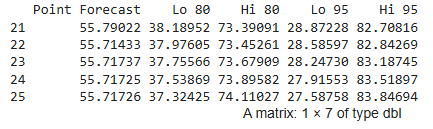 Point Forecast Lo 80 Hi 80 Lo 95 Hi 95
21 55.79022 38.18952 73.39091 28.87228 82.70816
22 55.71433 37.97605 73.45261 28.58597 82.84269
23 55.71737 37.75566 73.67909 28.24730 83.18745
24 55.71725 37.53869 73.89582 27.91553 83.51897
25 55.71726 37.32425 74.11027 27.58758 83.84694
A matrix: 1 × 7 of type dbl